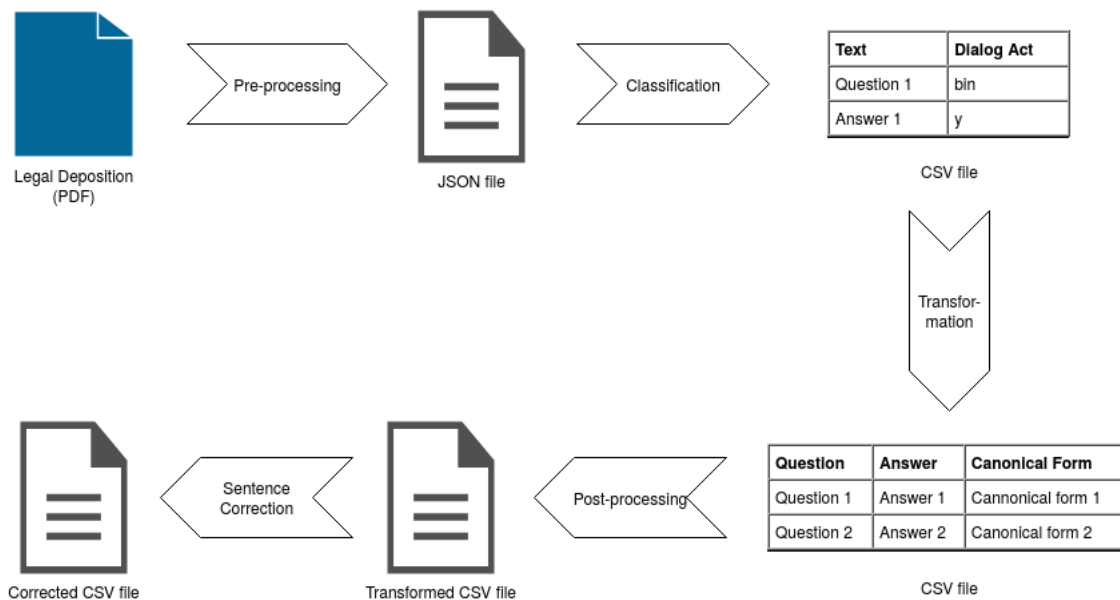 Pre-processing
Classification
Text Dialog Act
Question 1 bin
Answer 1 y
Legal Deposition
(PDF)
JSON file
CSV file
Transfor-
mation
Question Answer Canonical Form
Question 1 Answer 1 Cannonical form 1
Question 2 Answer 2 Canonical form 2
CSV file
Post-processing
Transformed CSV file
Sentence
Correction
Corrected CSV file